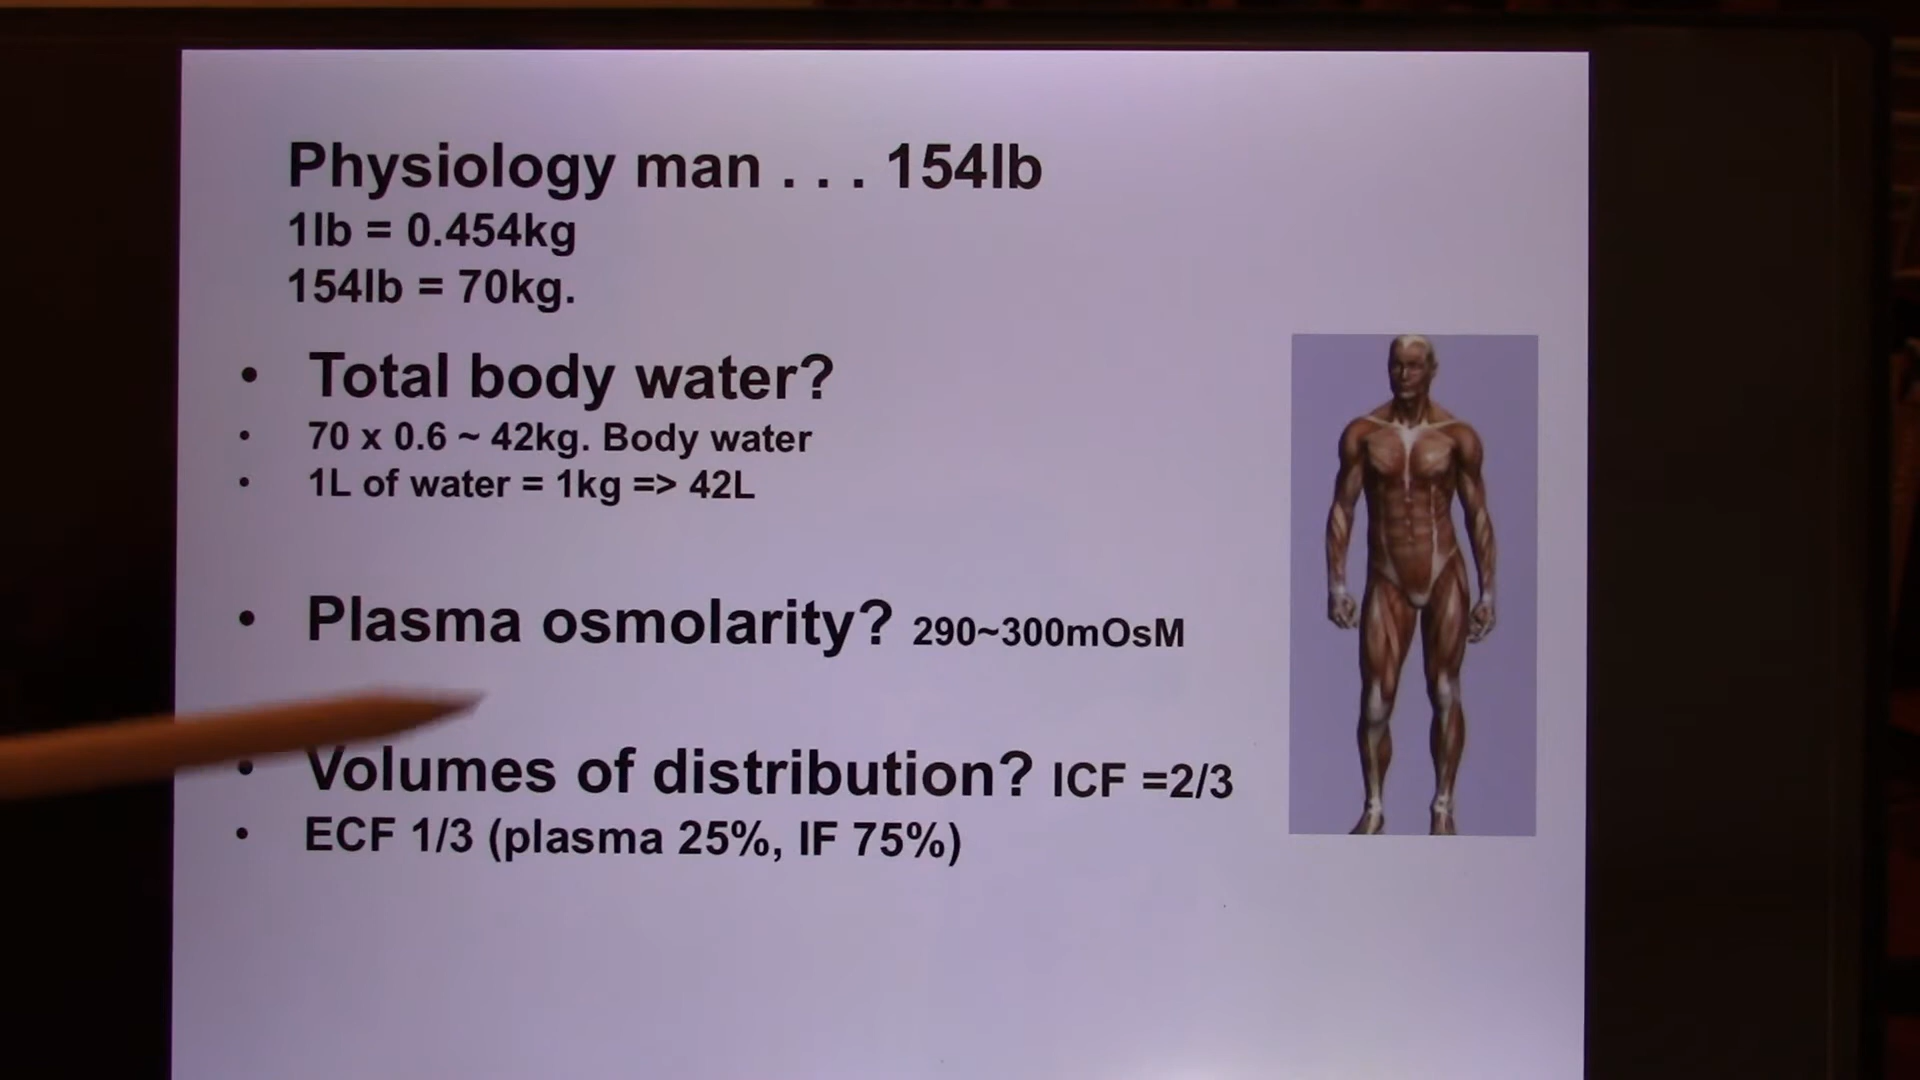 Physiology man . . . 154lb
1lb = 0.454kg
154lb = 70kg.
• Total body water?
• 70 x 0.6 ~ 42kg. Body water
• 1L of water = 1kg => 42L
• Plasma osmolarity? 290~300mOsM
• Volumes of distribution? ICF =2/3
• ECF 1/3 (plasma 25%, IF 75%)